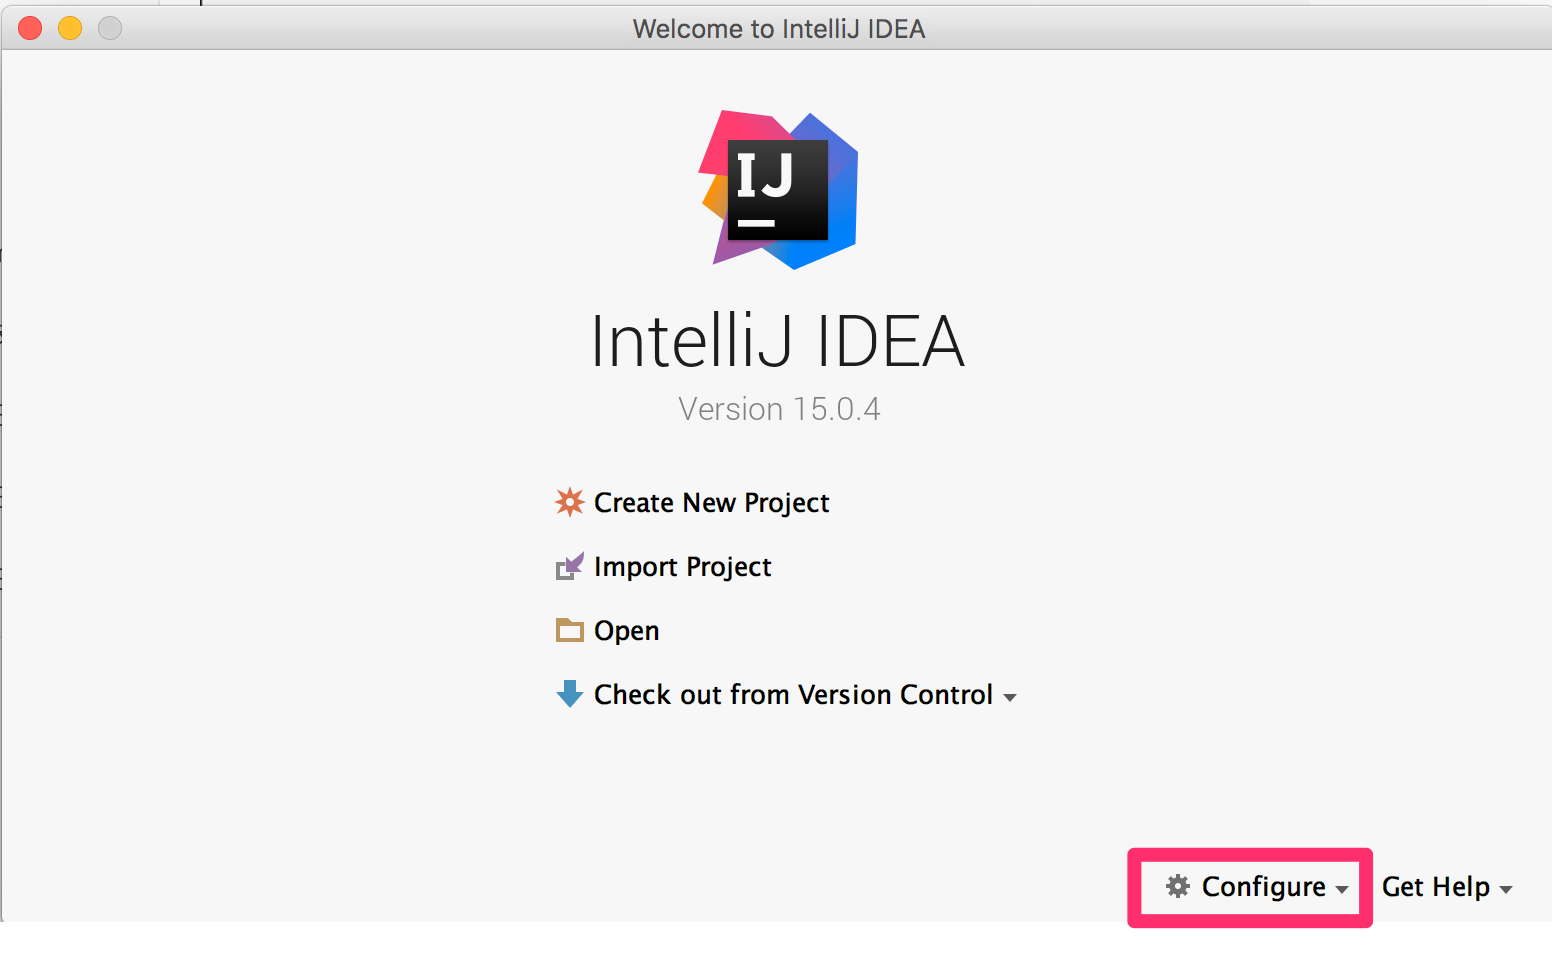 Welcome to IntelliJ IDEA
IJ
IntelliJ IDEA
Version 15.0.4
Create New Project
Import Project
Open
Check out from Version Control
Configure
Get Help